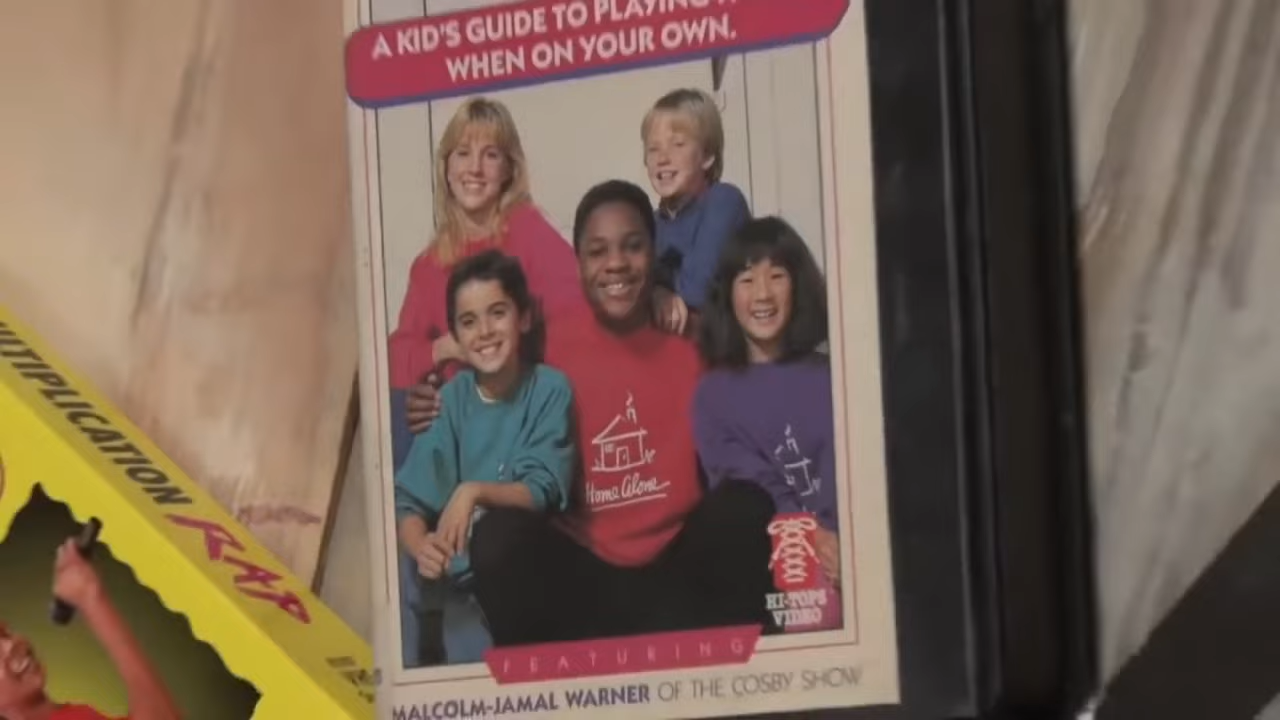 A KID'S GUIDE TO PLAYING
WHEN ON YOUR OWN.
MULTIPLICATION RAP
Home Alone
HI-TOPS
VIDEO
FEATURING
MALCOLM-JAMAL WARNER OF THE COSBY SHOW